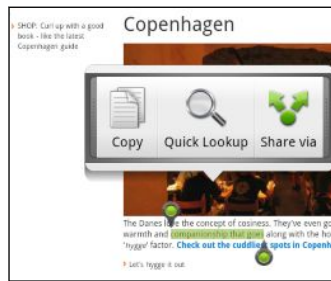 SHOP: Curl up with a good
book - like the latest
Copenhagen guide
Copenhagen
Copy Quick Lookup Share via
The Danes love the concept of cosiness. They've even go
warmth and companionship that goes along with the ho
'hygge' factor. Check out the cuddliest spots in Copenh
Let's hygge it out